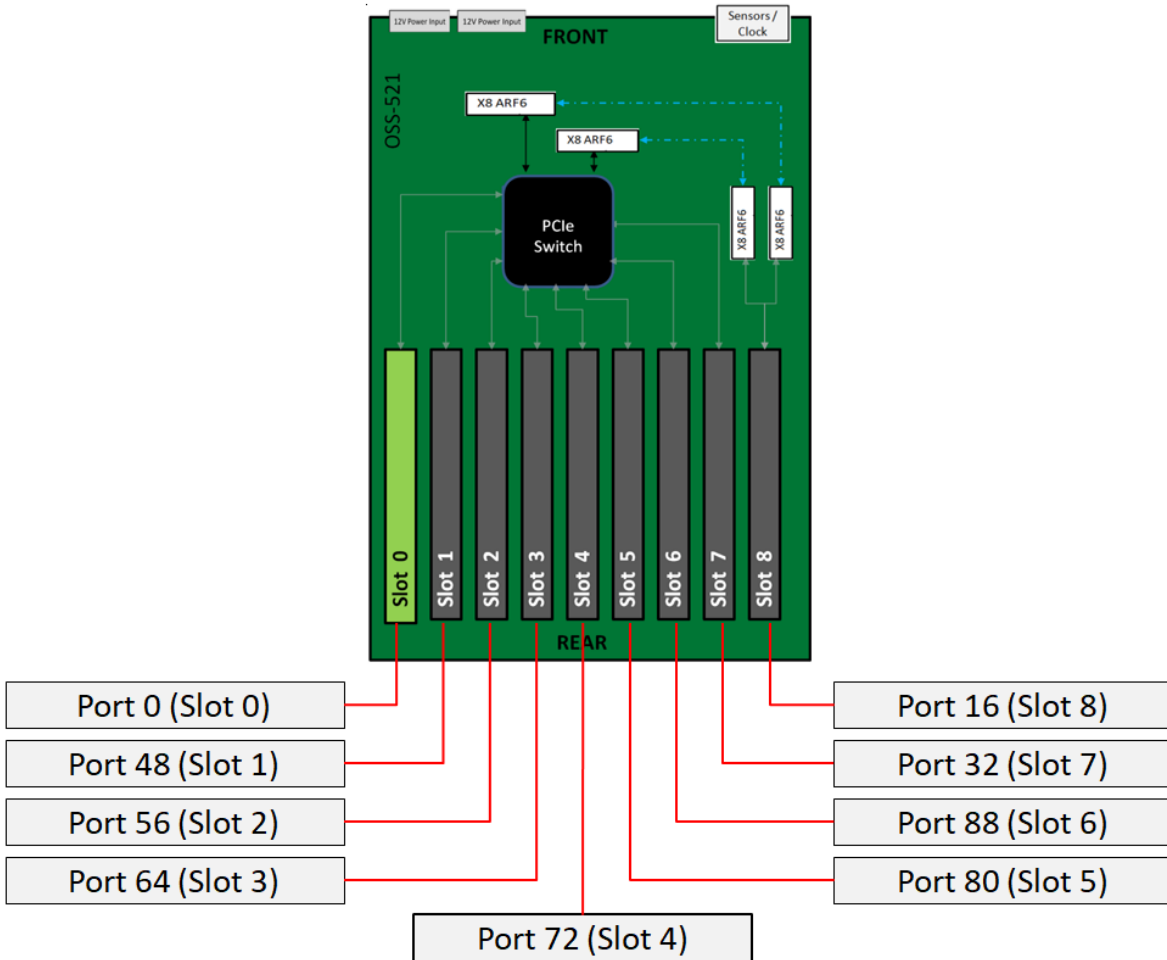 12V Power Input
12V Power Input
Sensors /
Clock
FRONT
OSS-521
X8 ARF6
X8 ARF6
X8 ARF6
X8 ARF6
PCIe
Switch
Slot 0
Slot 1
Slot 2
Slot 3
Slot 4
Slot 5
Slot 6
Slot 7
Slot 8
REAR
Port 0 (Slot 0)
Port 16 (Slot 8)
Port 48 (Slot 1)
Port 32 (Slot 7)
Port 56 (Slot 2)
Port 88 (Slot 6)
Port 64 (Slot 3)
Port 80 (Slot 5)
Port 72 (Slot 4)